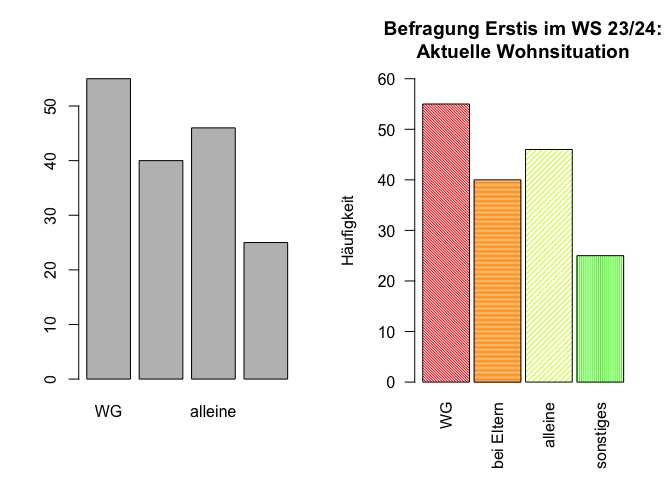 50
40
30
20
10
0
WG
alleine
Befragung Erstis im WS 23/24:
Aktuelle Wohnsituation
Häufigkeit
60
50
40
30
20
10
0
WG
bei Eltern
alleine
sonstiges